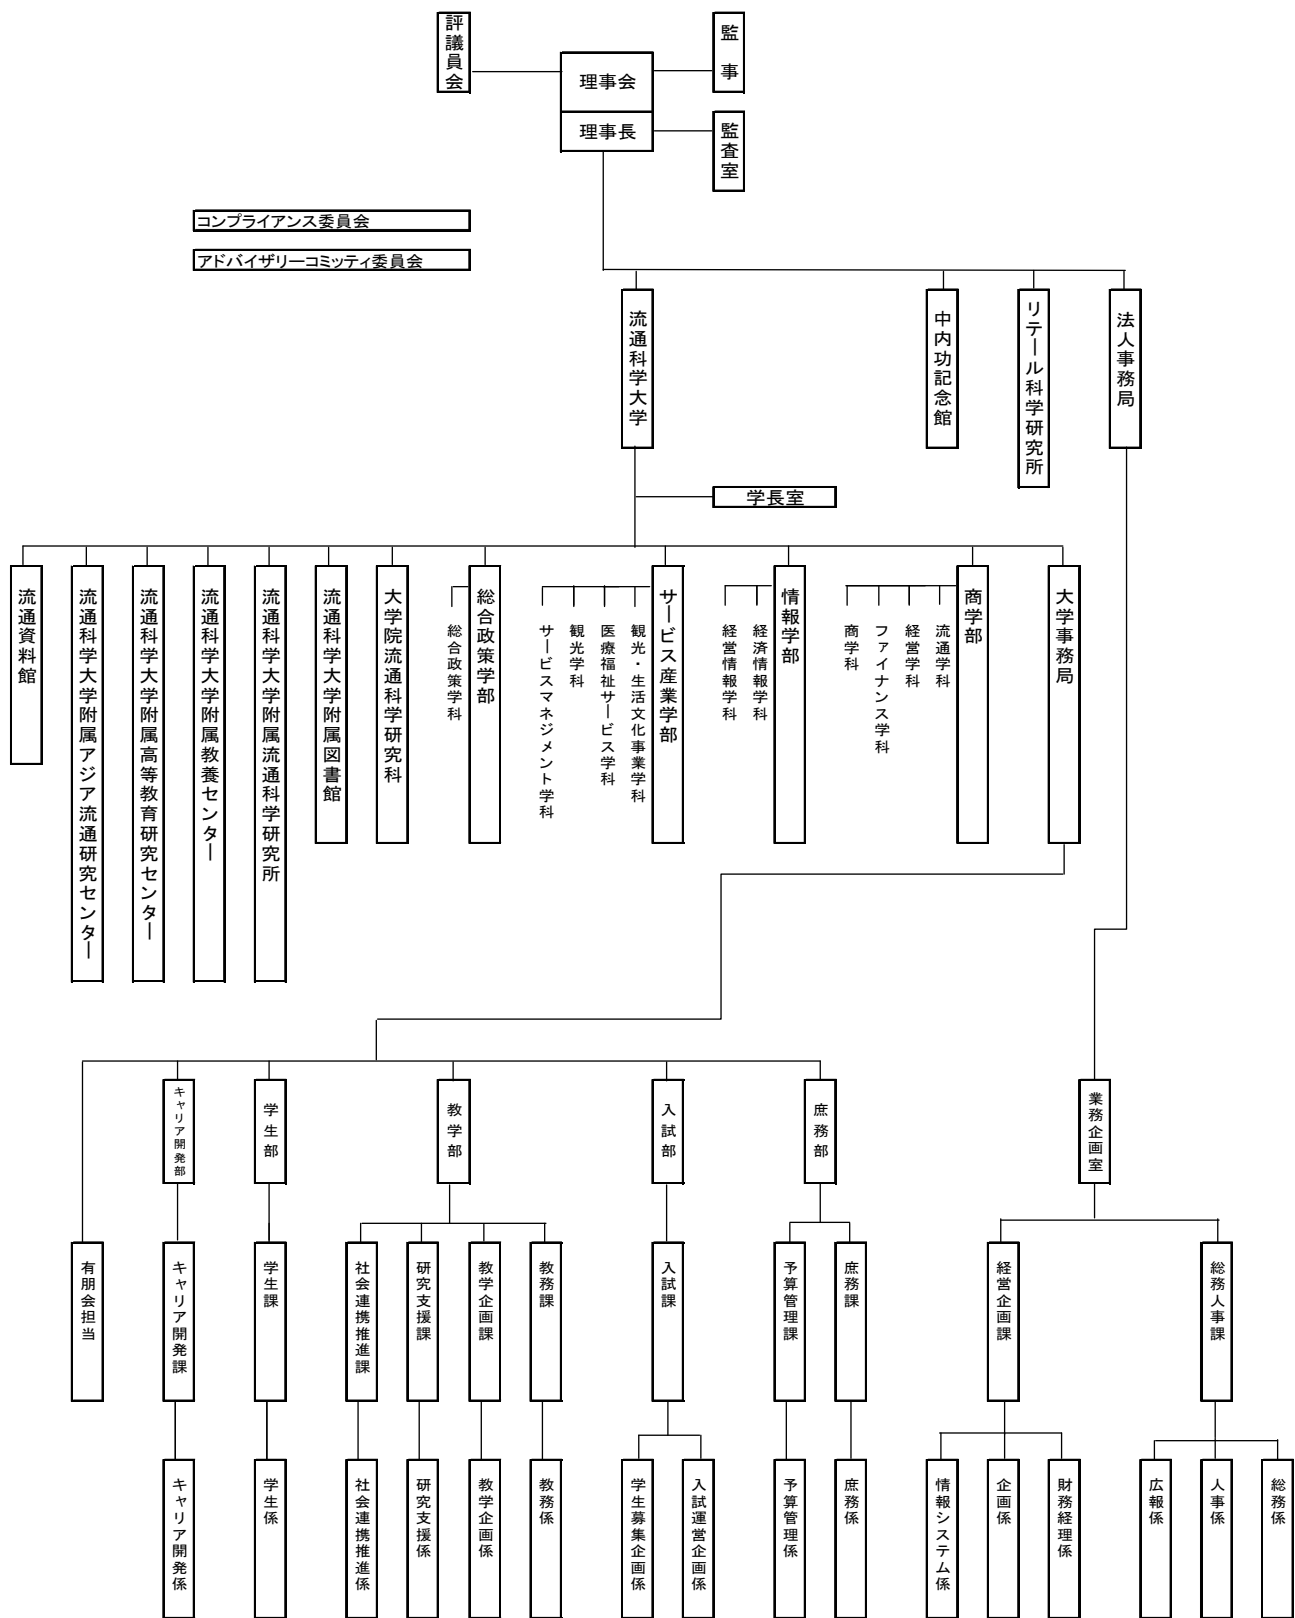 評議員会
監事
理事会
理事長
監査室
コンプライアンス委員会
アドバイザリーコミッティ委員会
流通科学大学
中内功記念館
リテール科学研究所
法人事務局
学長室
流通資料館
流通科学大学附属アジア流通研究センター
流通科学大学附属高等教育研究センター
流通科学大学附属教養センター
流通科学大学附属流通科学研究所
流通科学大学附属図書館
大学院流通科学研究科
総合政策学部
総合政策学科
サービス産業学部
サービスマネジメント学科
観光学科
医療福祉サービス学科
観光・生活文化事業学科
情報学部
経営情報学科
経済情報学科
商学部
商学科
ファイナンス学科
経営学科
流通学科
大学事務局
キャリア開発部
学生部
教学部
入試部
庶務部
業務企画室
有朋会担当
キャリア開発課
学生課
社会連携推進課
研究支援課
教学企画課
教務課
入試課
予算管理課
庶務課
経営企画課
総務人事課
キャリア開発係
学生係
社会連携推進係
研究支援係
教学企画係
教務係
学生募集企画係
入試運営企画係
予算管理係
庶務係
情報システム係
企画係
財務経理係
広報係
人事係
総務係